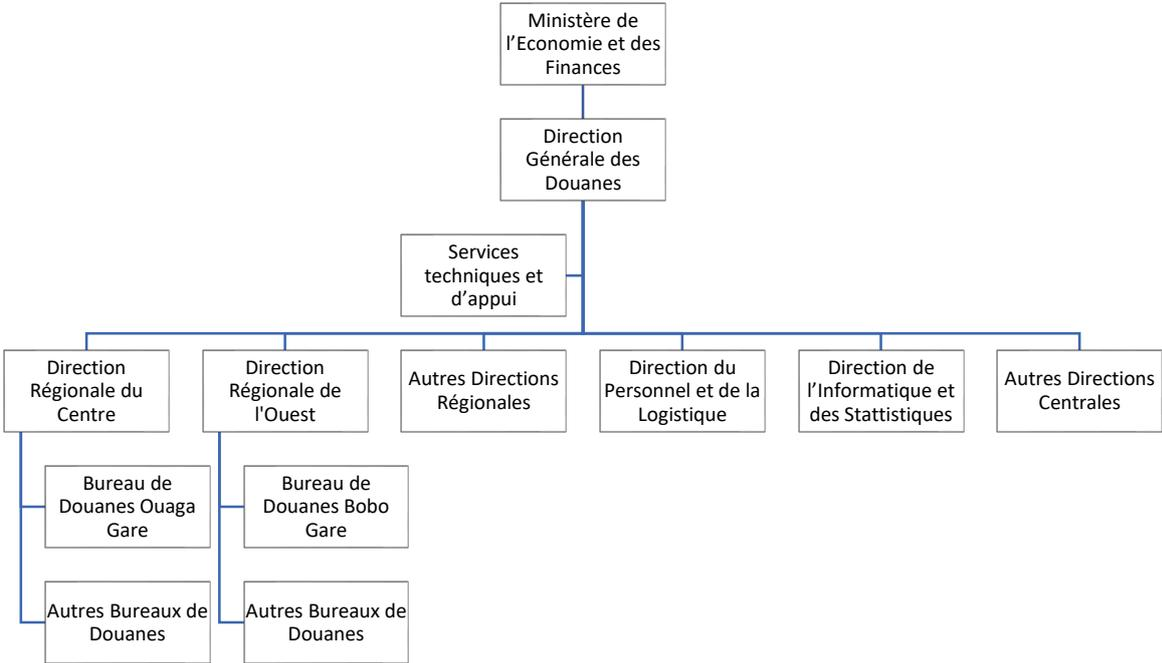 Ministère de
l’Economie et des
Finances
Direction
Générale des
Douanes
Services
techniques et
d’appui
Direction
Régionale du
Centre
Direction
Régionale de
l'Ouest
Autres Directions
Régionales
Direction du
Personnel et de la
Logistique
Direction de
l’Informatique et
des Stattistiques
Autres Directions
Centrales
Bureau de
Douanes Ouaga
Gare
Bureau de
Douanes Bobo
Gare
Autres Bureaux de
Douanes
Autres Bureaux de
Douanes